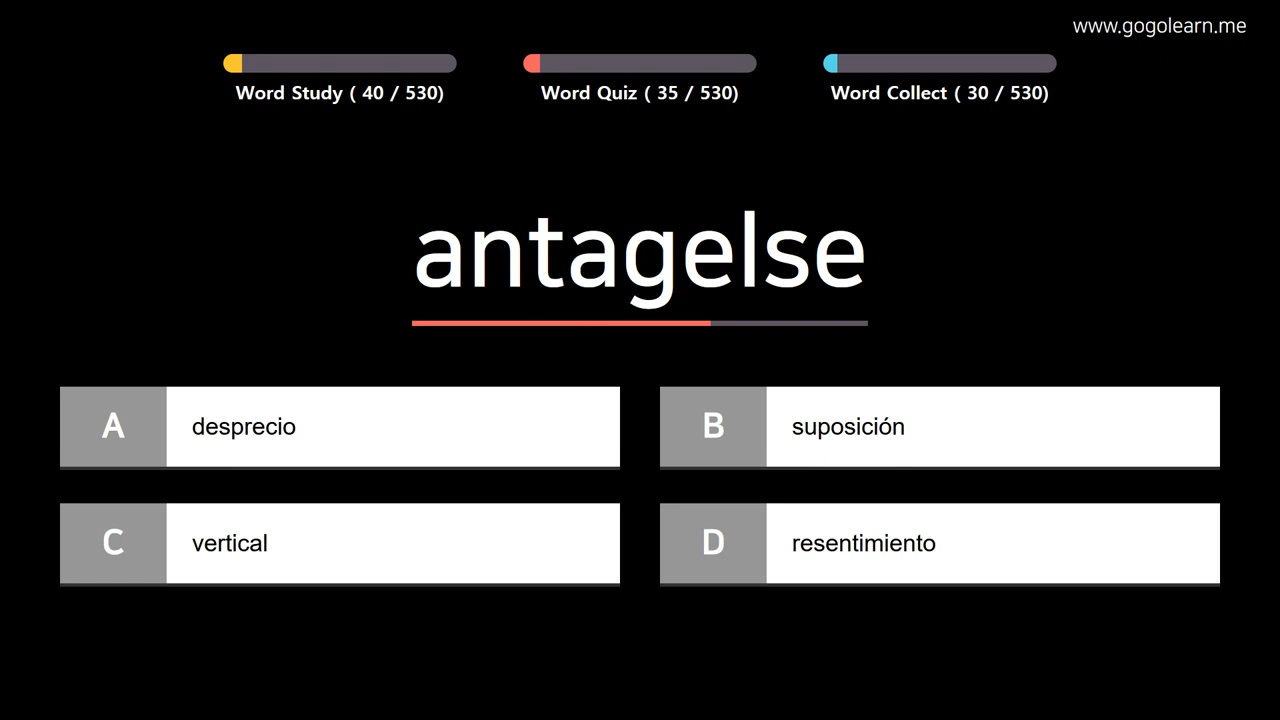 www.gogolearn.me
Word Study ( 40 / 530)
Word Quiz ( 35 / 530)
Word Collect ( 30 / 530)
antagelse
A desprecio
B suposición
C vertical
D resentimiento